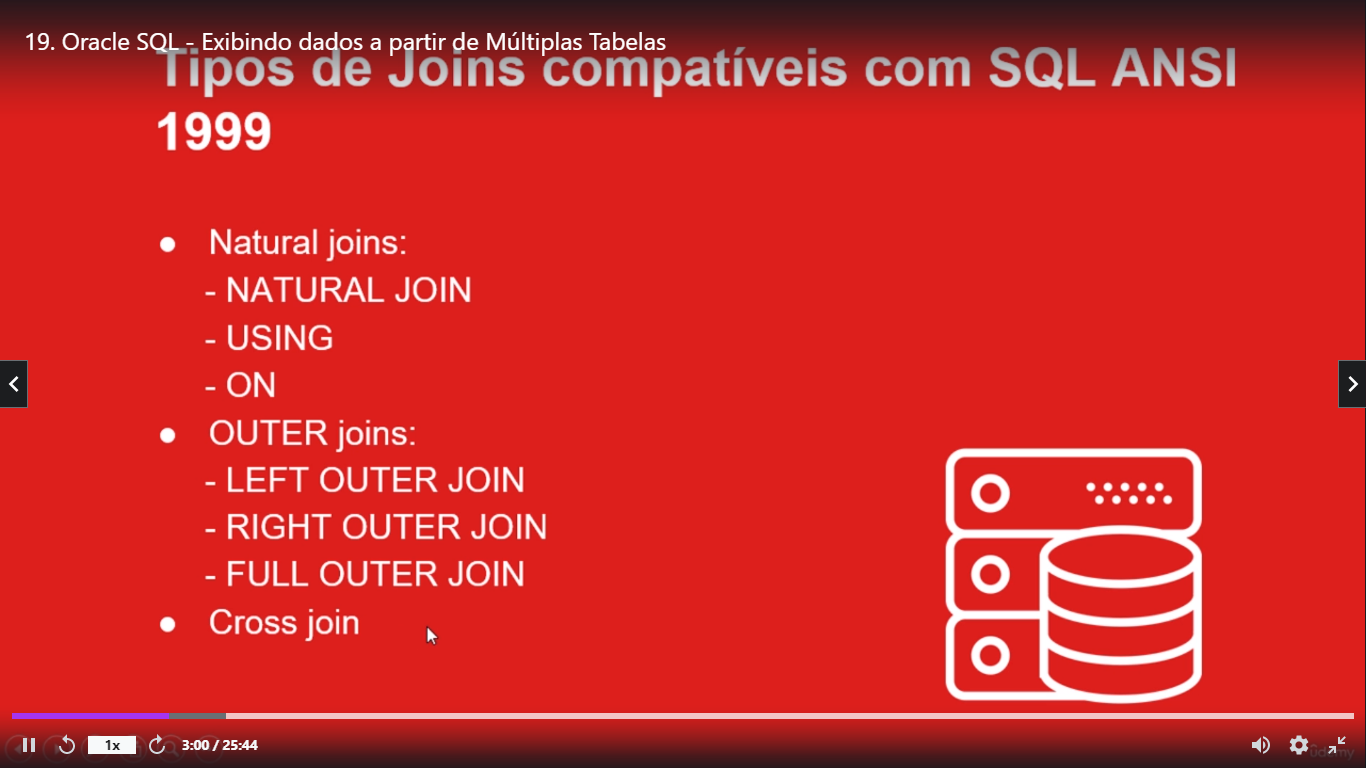 19. Oracle SQL - Exibindo dados a partir de Múltiplas Tabelas
Tipos de Joins compatíveis com SQL ANSI
1999
● Natural joins:
- NATURAL JOIN
- USING
- ON
● OUTER joins:
- LEFT OUTER JOIN
- RIGHT OUTER JOIN
- FULL OUTER JOIN
● Cross join
1x
3:00 / 25:44
ûdemy